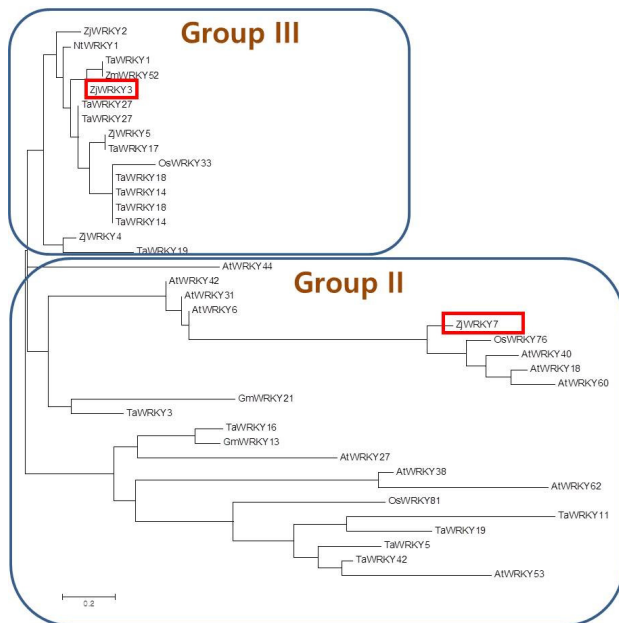 Group III
ZjWRKY2
NtWRKY1
TaWRKY1
ZmWRKY52
ZjWRKY3
TaWRKY27
TaWRKY27
ZjWRKY5
TaWRKY17
OsWRKY33
TaWRKY18
TaWRKY14
TaWRKY18
TaWRKY14
ZjWRKY4
TaWRKY19
AtWRKY44
Group II
AtWRKY42
AtWRKY31
AtWRKY6
ZjWRKY7
OsWRKY76
AtWRKY40
AtWRKY18
AtWRKY60
GmWRKY21
TaWRKY3
TaWRKY16
GmWRKY13
AtWRKY27
AtWRKY38
AtWRKY62
OsWRKY81
TaWRKY11
TaWRKY19
TaWRKY5
TaWRKY42
AtWRKY53
0.2